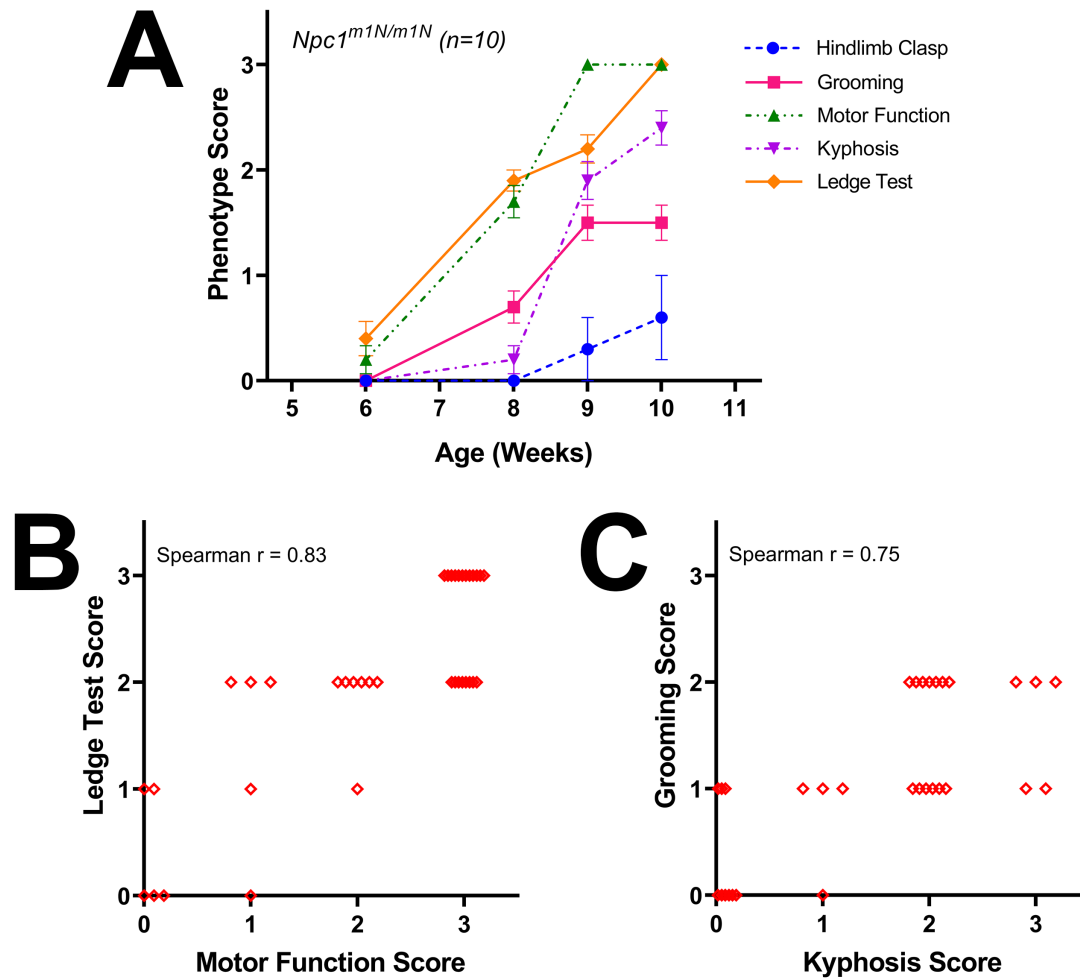 A
Npc1^m1N/m1N (n=10)
Phenotype Score
3
2
1
0
5 6 7 8 9 10 11
Age (Weeks)
Hindlimb Clasp
Grooming
Motor Function
Kyphosis
Ledge Test
B
Spearman r = 0.83
Ledge Test Score
3
2
1
0
0 1 2 3
Motor Function Score
C
Spearman r = 0.75
Grooming Score
3
2
1
0
0 1 2 3
Kyphosis Score